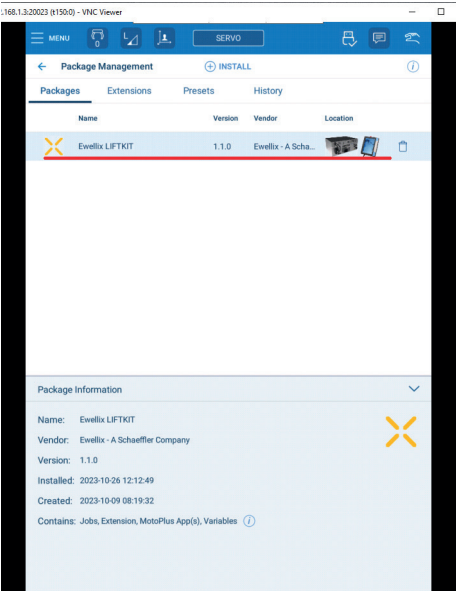 .168.1.3:20023 (t150:0) - VNC Viewer
MENU
0
SERVO
Package Management
INSTALL
Packages Extensions Presets History
Name Version Vendor Location
Ewellix LIFTKIT 1.1.0 Ewellix - A Scha...
Package Information
Name: Ewellix LIFTKIT
Vendor: Ewellix - A Schaeffler Company
Version: 1.1.0
Installed: 2023-10-26 12:12:49
Created: 2023-10-09 08:19:32
Contains: Jobs, Extension, MotoPlus App(s), Variables